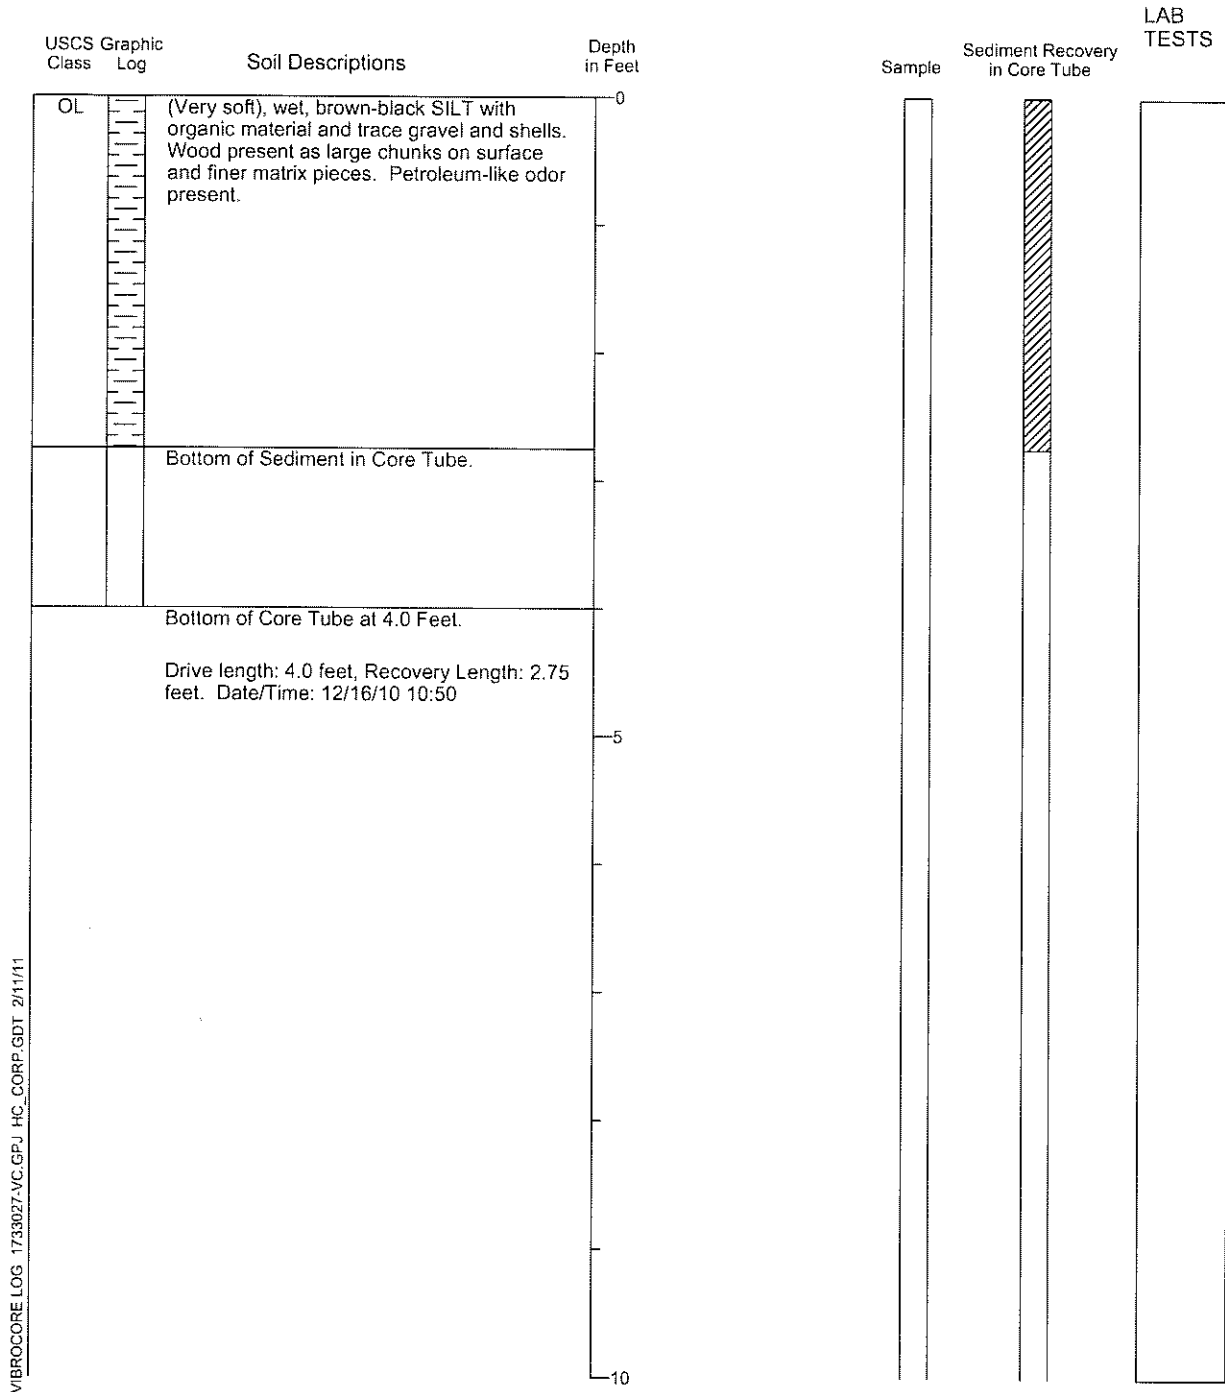 LAB
TESTS
USCS Graphic
Class Log
Soil Descriptions
Depth
in Feet
Sample
Sediment Recovery
in Core Tube
OL
(Very soft), wet, brown-black SILT with
organic material and trace gravel and shells.
Wood present as large chunks on surface
and finer matrix pieces. Petroleum-like odor
present.
0
Bottom of Sediment in Core Tube.
Bottom of Core Tube at 4.0 Feet.
Drive length: 4.0 feet, Recovery Length: 2.75
feet. Date/Time: 12/16/10 10:50
5
10
VIBROCORE LOG 1733027-VC.GPJ HC_CORP.GDT 2/11/11